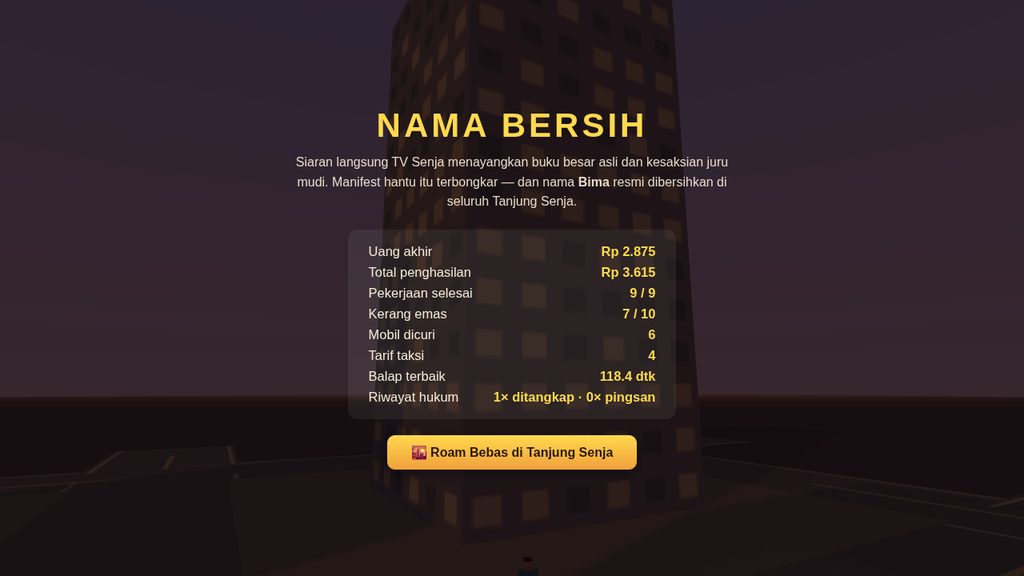 NAMA BERSIH
Siaran langsung TV Senja menayangkan buku besar asli dan kesaksian juru
mudi. Manifest hantu itu terbongkar — dan nama Bima resmi dibersihkan di
seluruh Tanjung Senja.
Uang akhir Rp 2.875
Total penghasilan Rp 3.615
Pekerjaan selesai 9 / 9
Kerang emas 7 / 10
Mobil dicuri 6
Tarif taksi 4
Balap terbaik 118.4 dtk
Riwayat hukum 1× ditangkap · 0× pingsan
Roam Bebas di Tanjung Senja